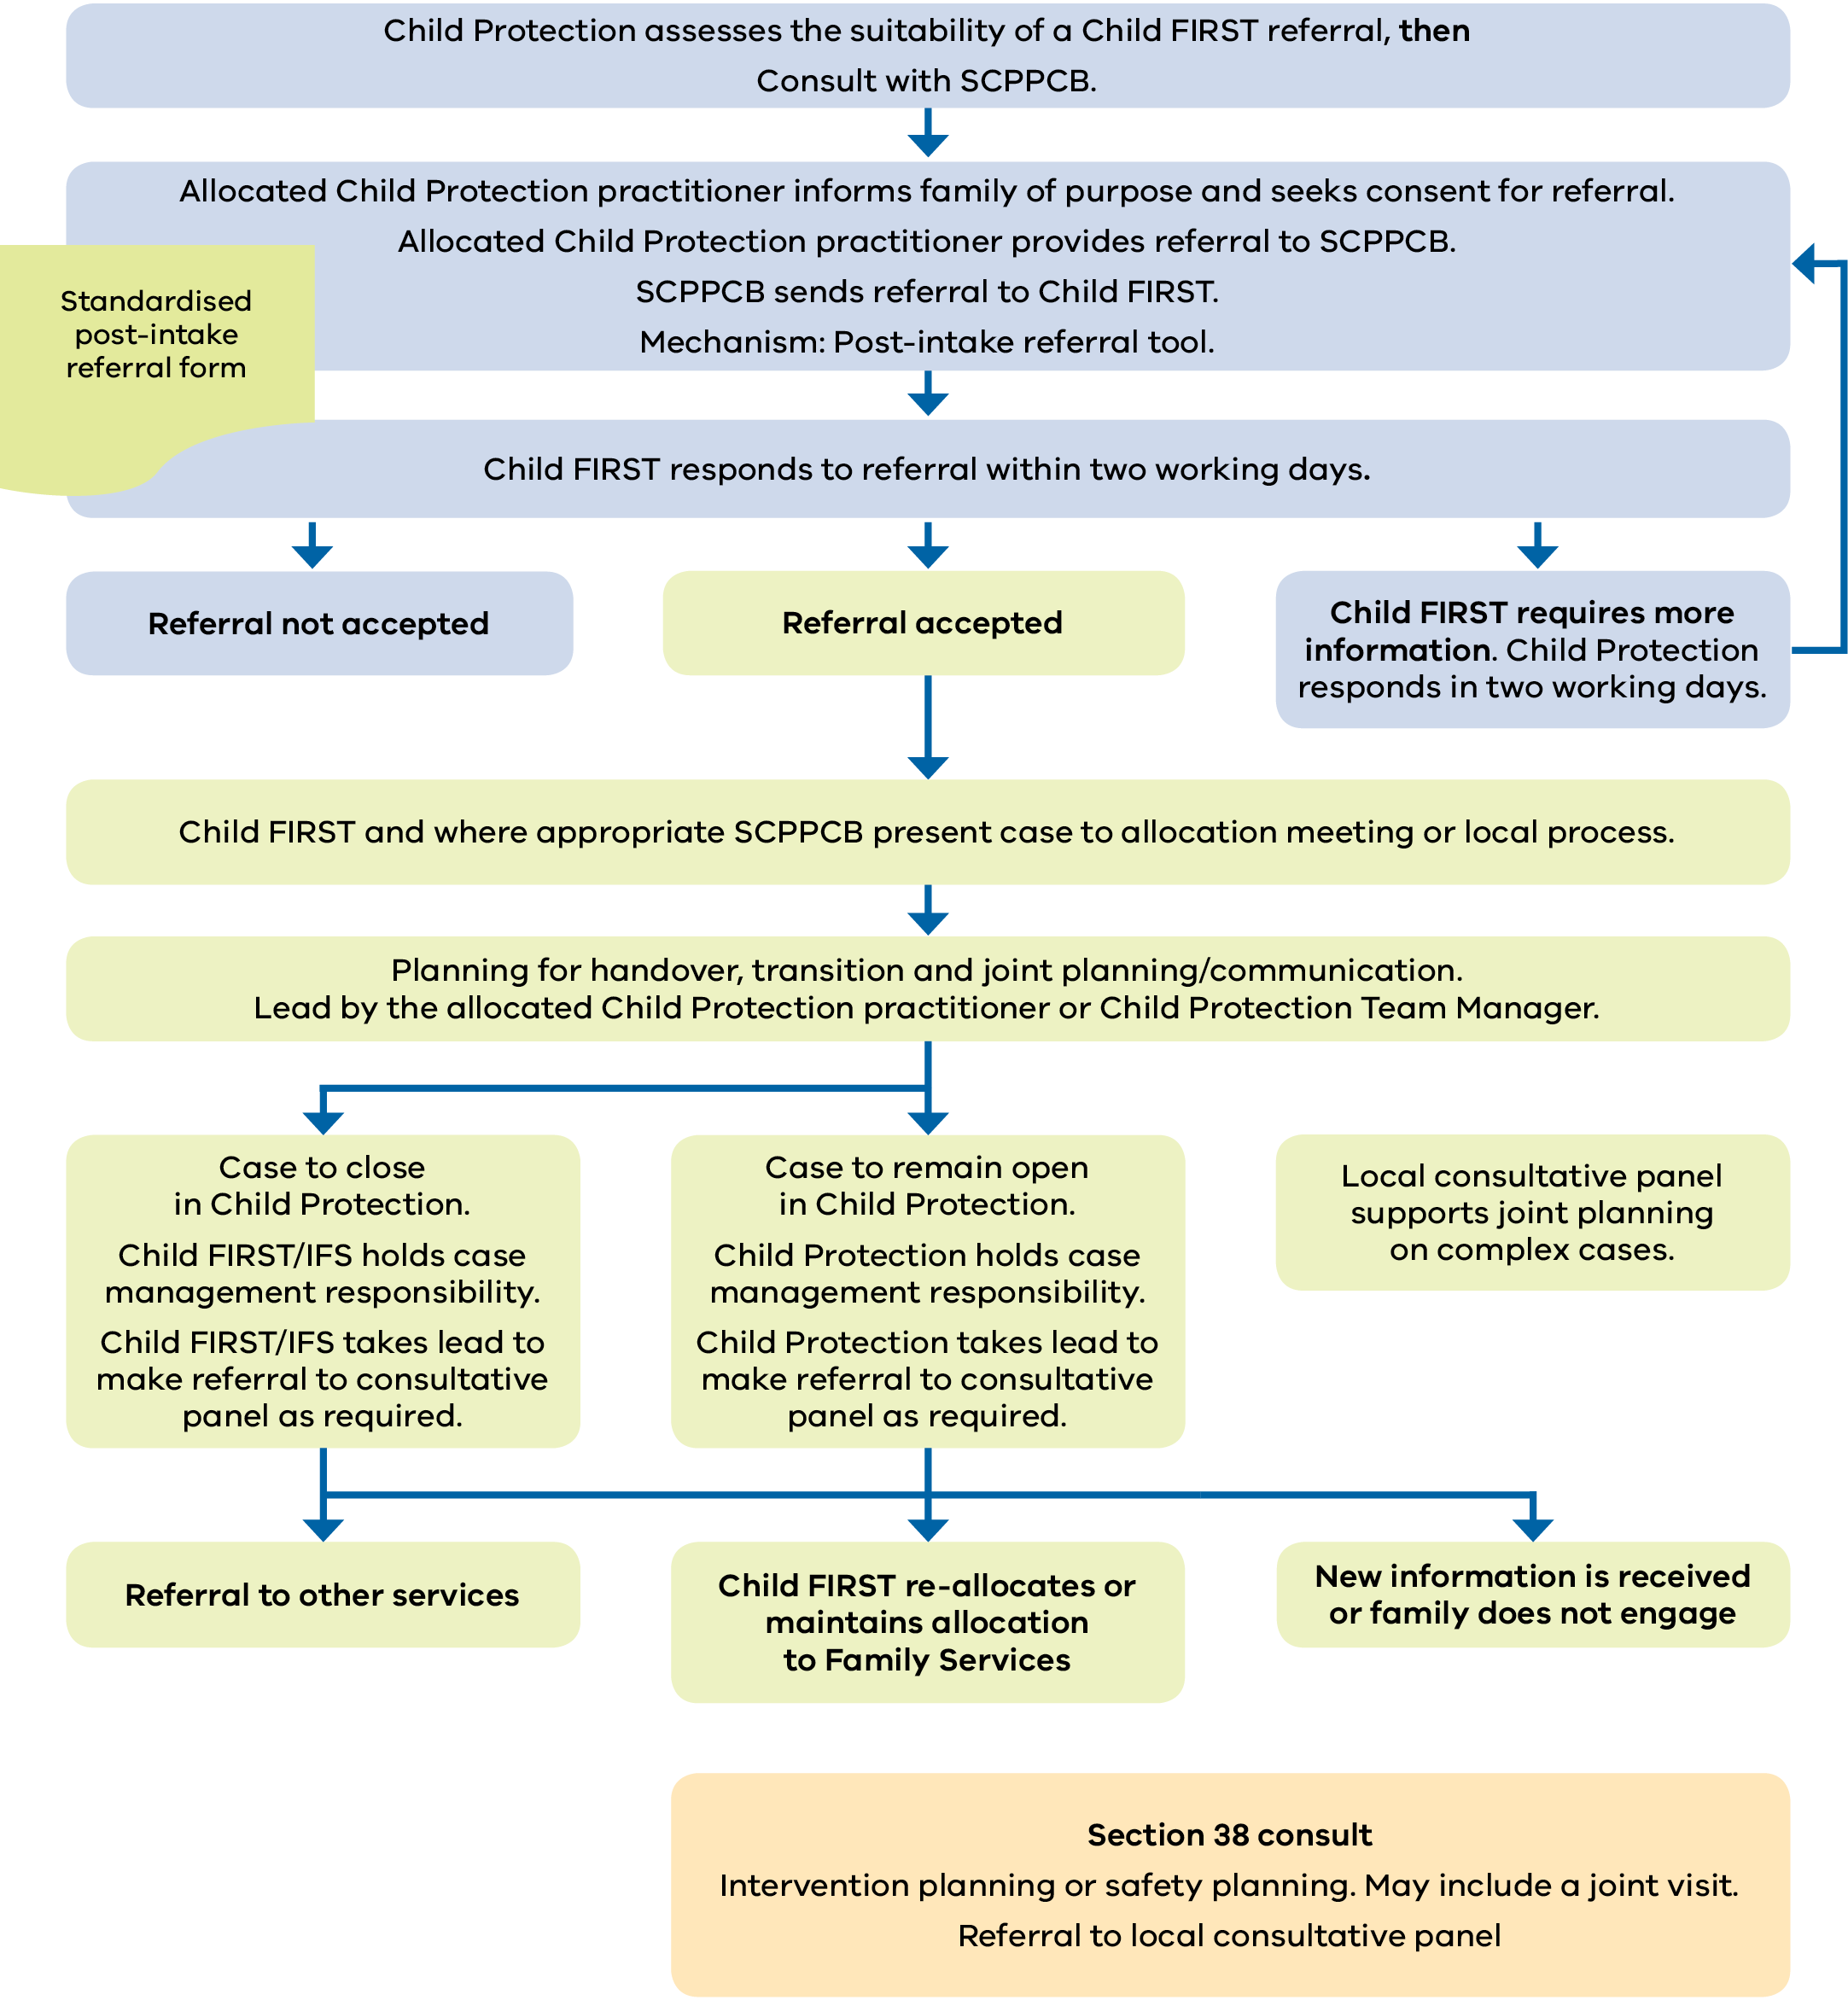 Child Protection assesses the suitability of a Child FIRST referral, then
Consult with SCPPCB.
Allocated Child Protection practitioner informs family of purpose and seeks consent for referral.
Allocated Child Protection practitioner provides referral to SCPPCB.
SCPPCB sends referral to Child FIRST.
Mechanism: Post-intake referral tool.
Standardised
post-intake
referral form
Child FIRST responds to referral within two working days.
Referral not accepted
Referral accepted
Child FIRST requires more
information. Child Protection
responds in two working days.
Child FIRST and where appropriate SCPPCB present case to allocation meeting or local process.
Planning for handover, transition and joint planning/communication.
Lead by the allocated Child Protection practitioner or Child Protection Team Manager.
Case to close
in Child Protection.
Child FIRST/IFS holds case
management responsibility.
Child FIRST/IFS takes lead to
make referral to consultative
panel as required.
Case to remain open
in Child Protection.
Child Protection holds case
management responsibility.
Child Protection takes lead to
make referral to consultative
panel as required.
Local consultative panel
supports joint planning
on complex cases.
Referral to other services
Child FIRST re-allocates or
maintains allocation
to Family Services
New information is received
or family does not engage
Section 38 consult
Intervention planning or safety planning. May include a joint visit.
Referral to local consultative panel